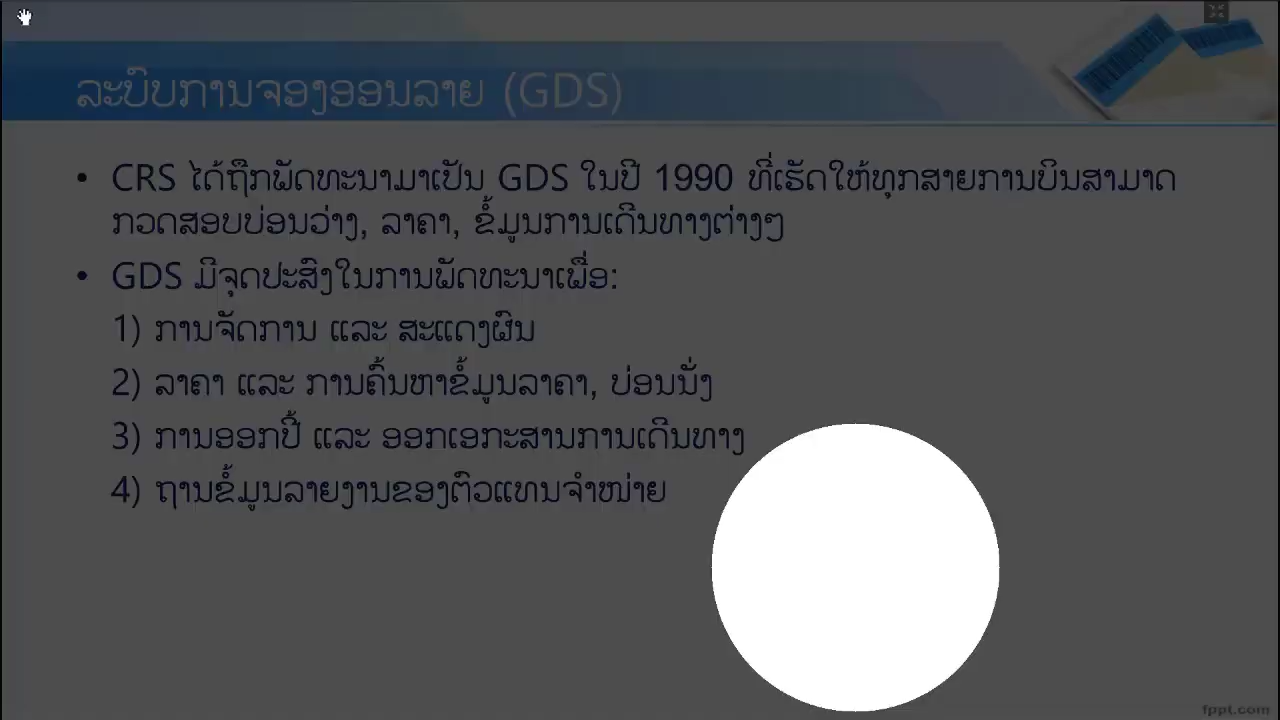 ລະບົບການຈອງອອນລາຍ (GDS)
• CRS ໄດ້ຖືກພັດທະນາມາເປັນ GDS ໃນປີ 1990 ທີ່ເຮັດໃຫ້ທຸກສາຍການບິນສາມາດ
ກວດສອບບ່ອນວ່າງ, ລາຄາ, ຂໍ້ມູນການເດີນທາງຕ່າງໆ
• GDS ມີຈຸດປະສົງໃນການພັດທະນາເພື່ອ:
1) ການຈັດການ ແລະ ສະແດງຜົນ
2) ລາຄາ ແລະ ການຄົ້ນຫາຂໍ້ມູນລາຄາ, ບ່ອນນັ່ງ
3) ການອອກປີ້ ແລະ ອອກເອກະສານການເດີນທາງ
4) ຖານຂໍ້ມູນລາຍງານຂອງຕົວແທນຈຳໜ່າຍ
fppt.com